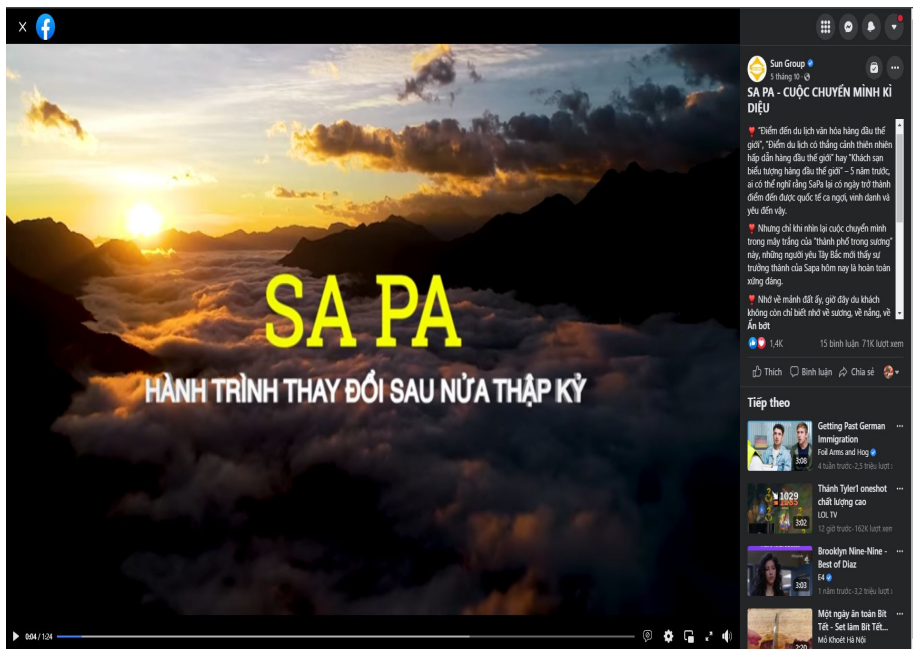 SA PA
HÀNH TRÌNH THAY ĐỔI SAU NỬA THẬP KỶ
0:04 / 1:24
Sun Group
5 tháng 10 ·
SA PA - CUỘC CHUYỂN MÌNH KÌ
DIỆU
"Điểm đến du lịch văn hóa hàng đầu thế
giới", "Điểm du lịch có thắng cảnh thiên nhiên
hấp dẫn hàng đầu thế giới" hay "Khách sạn
biểu tượng hàng đầu thế giới" – 5 năm trước,
ai có thể nghĩ rằng SaPa lại có ngày trở thành
điểm đến được quốc tế ca ngợi, vinh danh và
yêu đến vậy.
Nhưng chỉ khi nhìn lại cuộc chuyển mình
trong mây trắng của "thành phố trong sương"
này, những người yêu Tây Bắc mới thấy sự
trưởng thành của Sapa hôm nay là hoàn toàn
xứng đáng.
Nhớ về mảnh đất ấy, giờ đây du khách
không còn chỉ biết nhớ về sương, về nắng, về
Ẩn bớt
1,4K 15 bình luận 71K lượt xem
Thích Bình luận Chia sẻ
Tiếp theo
Getting Past German
Immigration
Foil Arms and Hog
4 tuần trước · 2,5 triệu lượt
3:08
Thánh Tyler1 oneshot
chất lượng cao
LOL TV
12 giờ trước · 162K lượt xem
1029
3:02
Brooklyn Nine-Nine -
Best of Diaz
E4
1 năm trước · 3,2 triệu lượt
3:03
Một ngày ăn toàn Bít
Tết - Set làm Bít Tết...
Mỏ Khoét Hà Nội
2:20